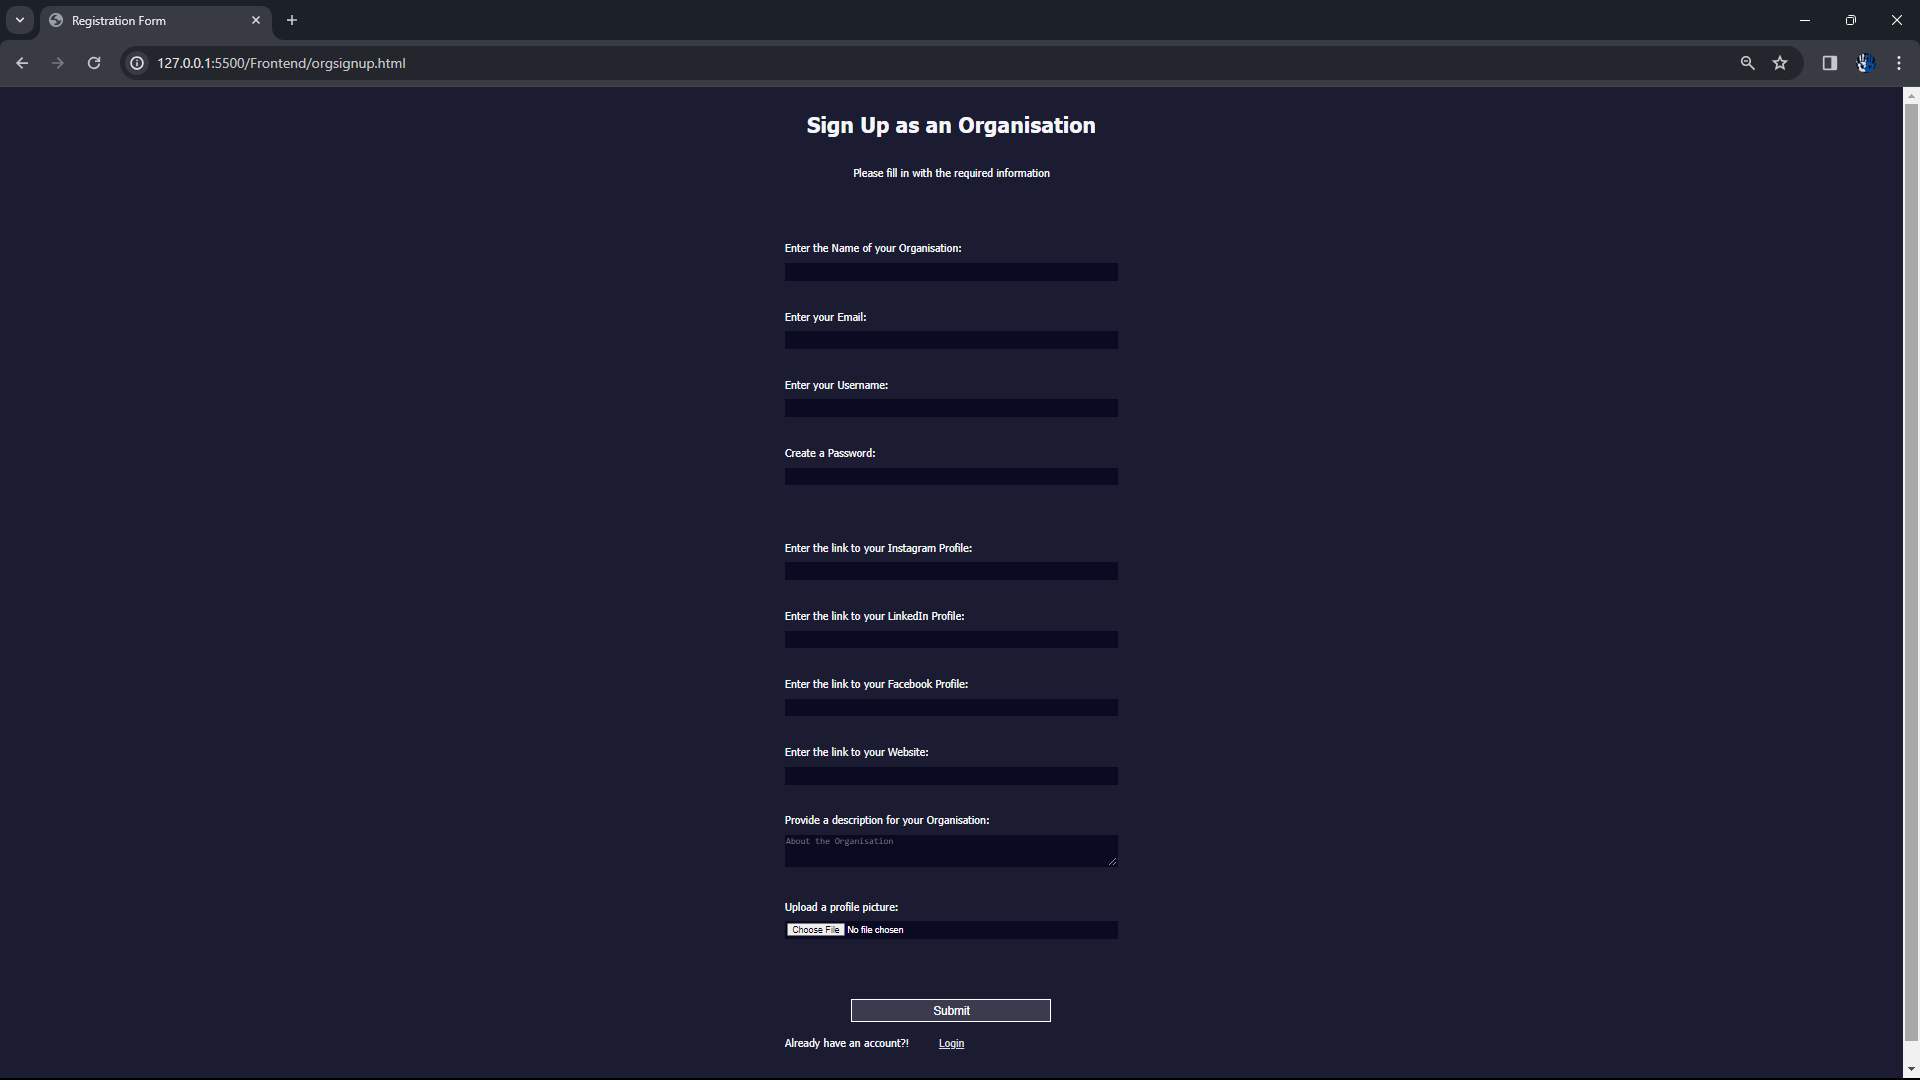 Registration Form
127.0.0.1:5500/Frontend/orgsignup.html
Sign Up as an Organisation
Please fill in with the required information
Enter the Name of your Organisation:
Enter your Email:
Enter your Username:
Create a Password:
Enter the link to your Instagram Profile:
Enter the link to your LinkedIn Profile:
Enter the link to your Facebook Profile:
Enter the link to your Website:
Provide a description for your Organisation:
About the Organisation
Upload a profile picture:
Choose File No file chosen
Submit
Already have an account?! Login